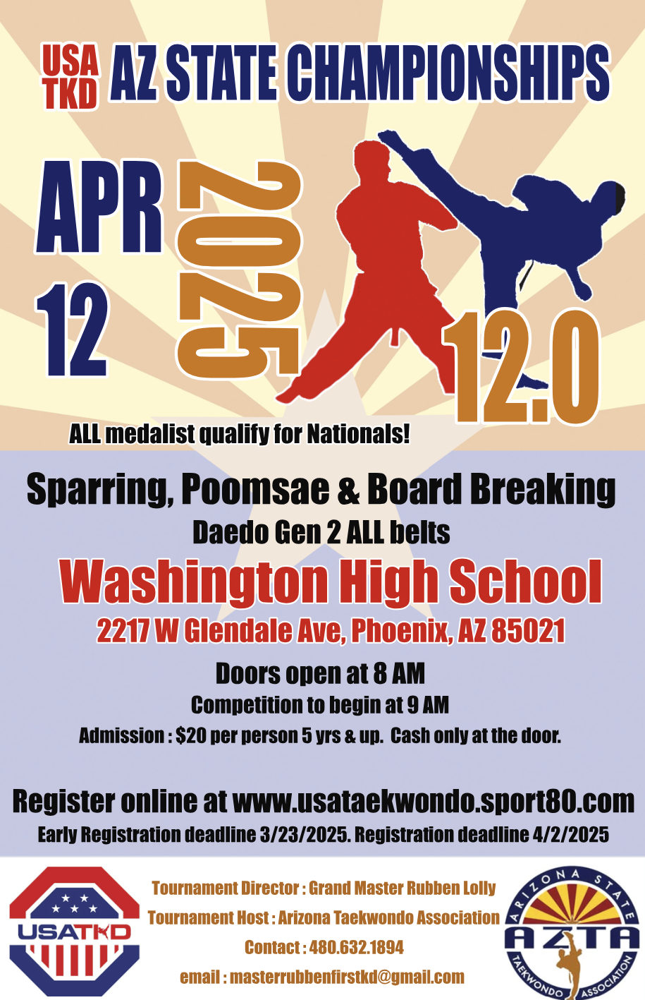 USA
TKD
AZ STATE CHAMPIONSHIPS
APR
12
2025
12.0
ALL medalist qualify for Nationals!
Sparring, Poomsae & Board Breaking
Daedo Gen 2 ALL belts
Washington High School
2217 W Glendale Ave, Phoenix, AZ 85021
Doors open at 8 AM
Competition to begin at 9 AM
Admission : $20 per person 5 yrs & up.  Cash only at the door.
Register online at www.usataekwondo.sport80.com
Early Registration deadline 3/23/2025. Registration deadline 4/2/2025
Tournament Director : Grand Master Rubben Lolly
Tournament Host : Arizona Taekwondo Association
Contact : 480.632.1894
email : masterrubbenfirstkd@gmail.com
USATKD
ARIZONA STATE
AZTA
TAEKWONDO ASSOCIATION